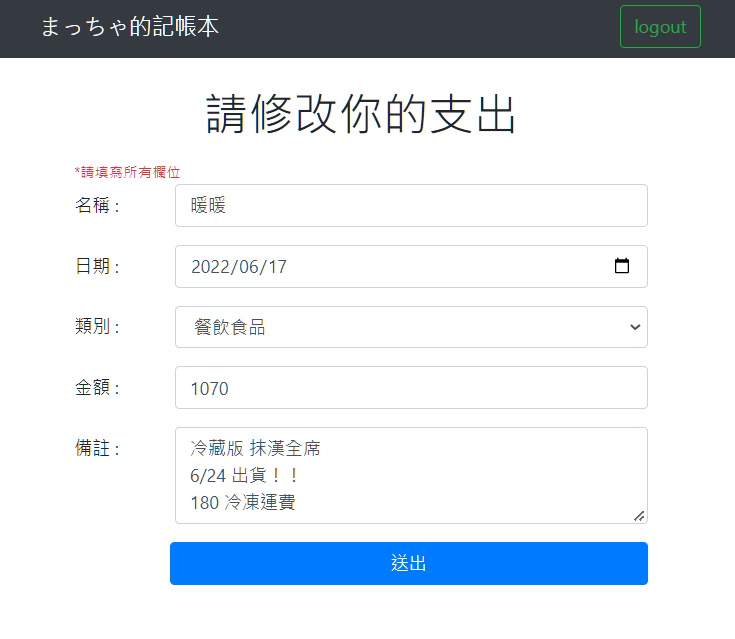 まっちゃ的記帳本
logout
請修改你的支出
*請填寫所有欄位
名稱 :
暖暖
日期 :
2022/06/17
類別 :
餐飲食品
金額 :
1070
備註 :
冷藏版 抹漢全席
6/24 出貨！！
180 冷凍運費
送出